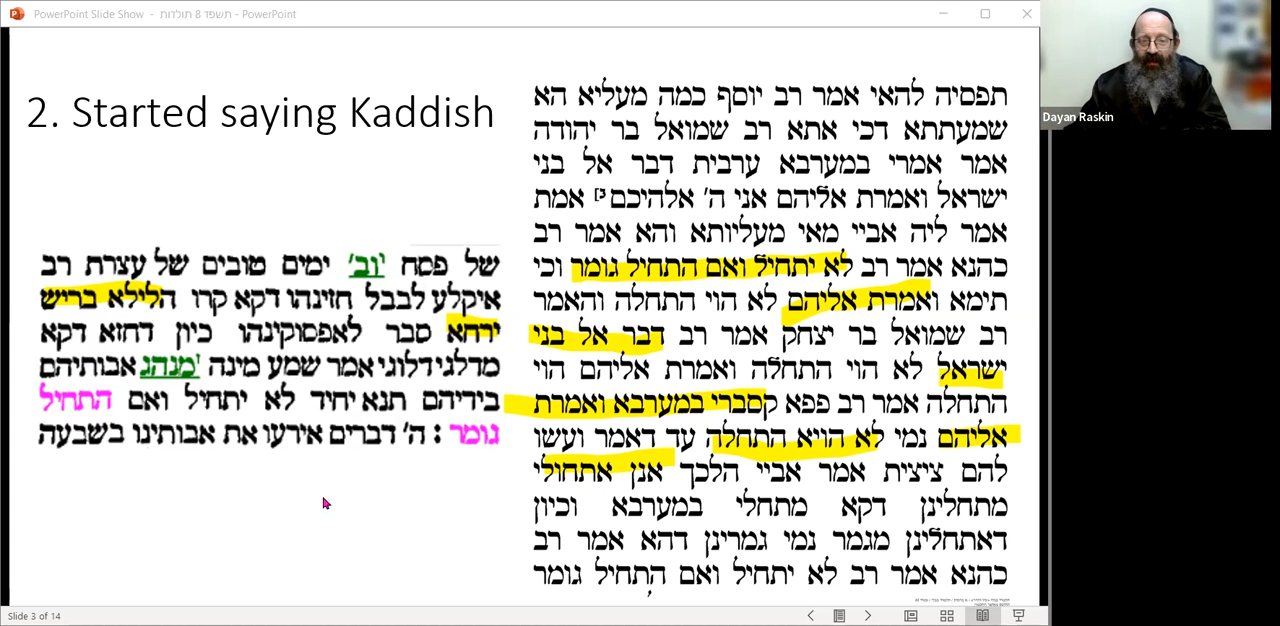 PowerPoint Slide Show - תשפד 8 תולדות - PowerPoint
Dayan Raskin
2. Started saying Kaddish
תפסיה להאי אמר רב יוסף כמה מעליא הא
שמעתתא דכי אתא רב שמואל בר יהודה
אמר אמרי במערבא ערבית דבר אל בני
ישראל ואמרת אליהם אני ה' אלהיכם אמת
אמר ליה אביי מאי מעליותא והא אמר רב
כהנא אמר רב לא יתחיל ואם התחיל גומר וכי
תימא ואמרת אליהם לא הוי התחלה והאמר
רב שמואל בר יצחק אמר רב דבר אל בני
ישראל לא הוי התחלה ואמרת אליהם הוי
התחלה אמר רב פפא קסברי במערבא ואמרת
אליהם נמי לא הויא התחלה עד דאמר ועשו
להם ציצית אמר אביי הלכך אנן אתחולי
מתחלינן דקא מתחלי במערבא וכיון
דאתחלינן מגמר נמי גמרינן דהא אמר רב
כהנא אמר רב לא יתחיל ואם התחיל גומר
של פסח וב' ימים טובים של עצרת רב
איקלע לבבל חזינהו דקא קרו הלילא בריש
ירחא סבר לאפסוקינהו כיון דחזא דקא
מדלגי דלוגי אמר שמע מינה מנהג אבותיהם
בידיהם תנא יחיד לא יתחיל ואם התחיל
גומר : ה' דברים אירעו את אבותינו בשבעה
Slide 3 of 14